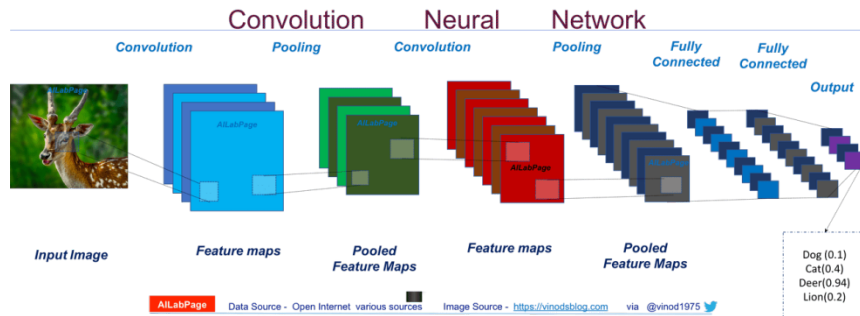 Convolution Neural Network
Convolution Pooling Convolution Pooling Fully Connected Fully Connected Output
AILabPage
AILabPage
AILabPage
AILabPage
Input Image Feature maps Pooled Feature Maps Feature maps Pooled Feature Maps
Dog (0.1)
Cat(0.4)
Deer(0.94)
Lion(0.2)
AILabPage Data Source - Open Internet various sources Image Source - https://vinodsblog.com via @vinod1975